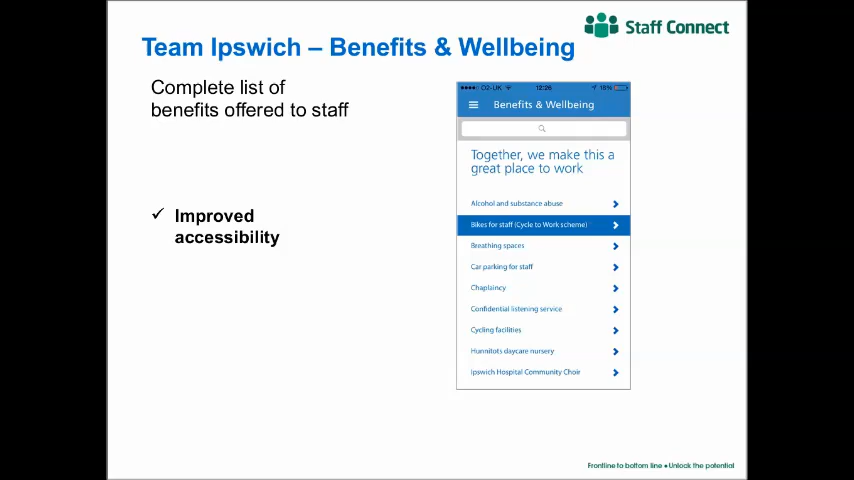 Staff Connect
Team Ipswich – Benefits & Wellbeing
Complete list of
benefits offered to staff
✓ Improved
accessibility
O2-UK 12:26 18%
Benefits & Wellbeing
Together, we make this a
great place to work
Alcohol and substance abuse
Bikes for staff (Cycle to Work scheme)
Breathing spaces
Car parking for staff
Chaplaincy
Confidential listening service
Cycling facilities
Hunnitots daycare nursery
Ipswich Hospital Community Choir
Frontline to bottom line • Unlock the potential